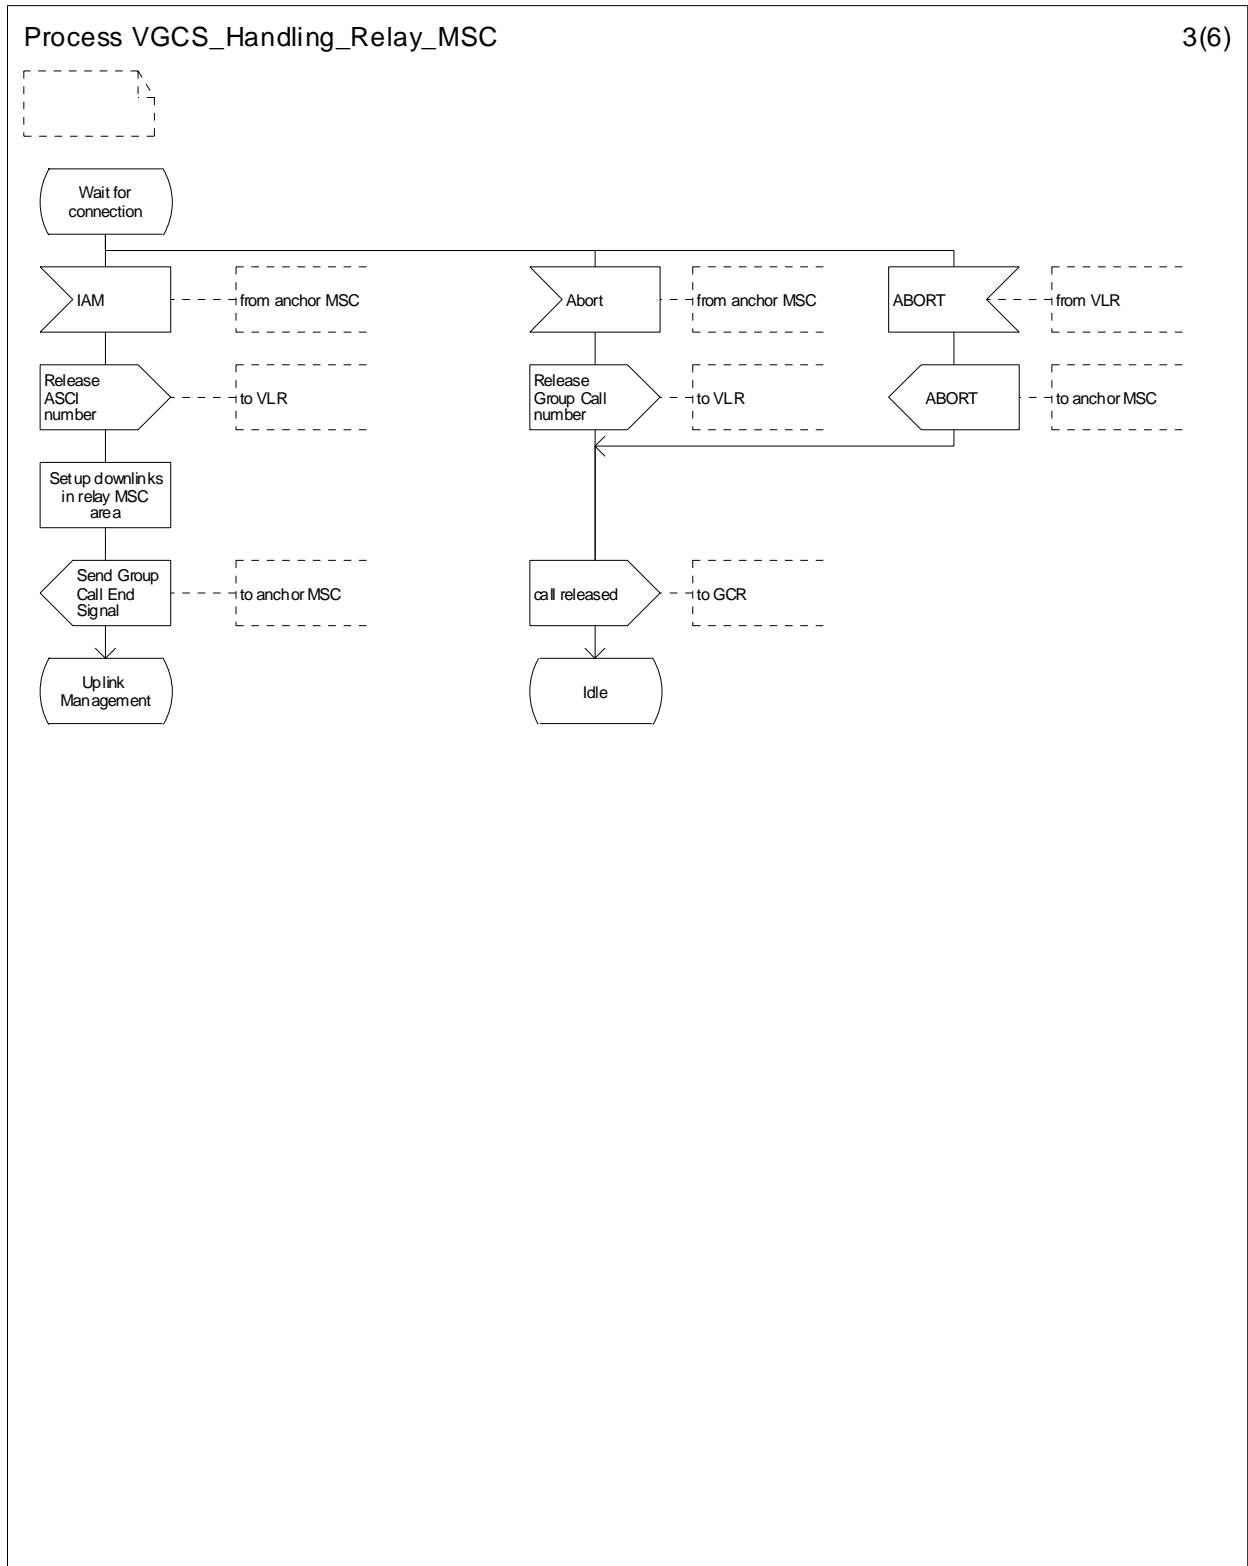 Process VGCS_Handling_Relay_MSC
3(6)
Wait for
connection
IAM
from anchor MSC
Abort
from anchor MSC
ABORT
from VLR
Release
ASCI
number
to VLR
Release
Group Call
number
to VLR
ABORT
to anchor MSC
Set up downlinks
in relay MSC
area
Send Group
Call End
Signal
to anchor MSC
call released
to GCR
Uplink
Management
Idle